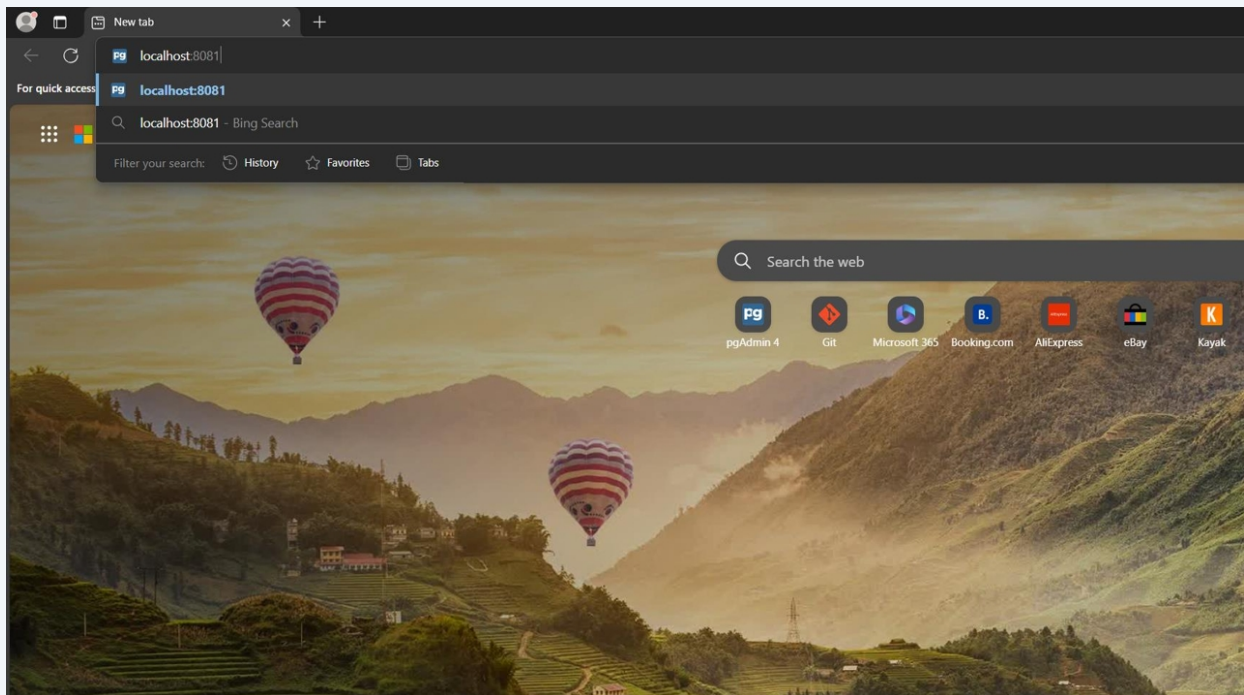 New tab
localhost:8081
For quick access
localhost:8081
localhost:8081 - Bing Search
Filter your search: History Favorites Tabs
Search the web
pg pgAdmin 4
Git
Microsoft 365
B. Booking.com
AliExpress
eBay
K Kayak